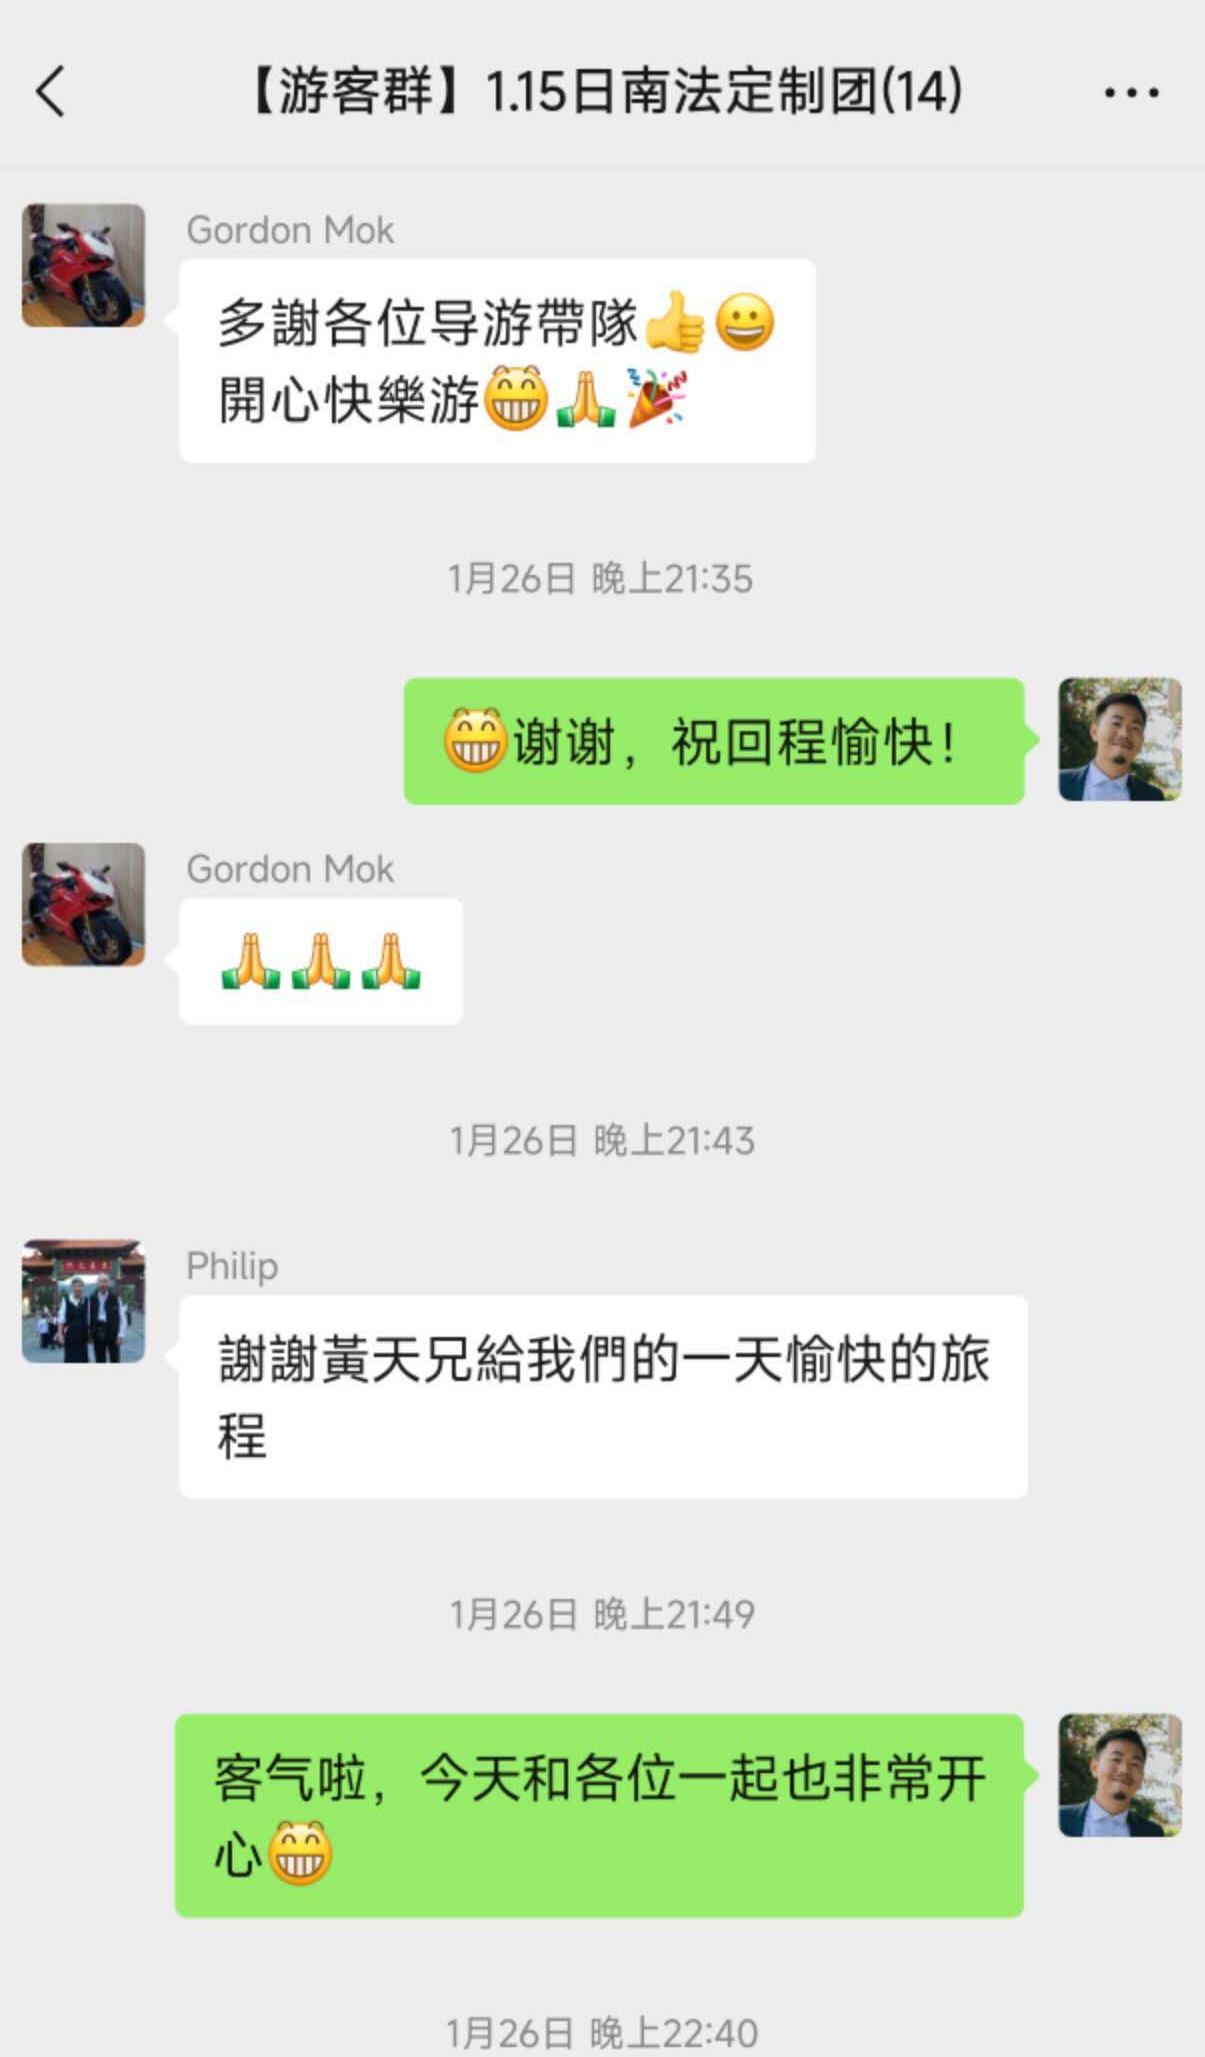 【游客群】1.15日南法定制团(14)
Gordon Mok
多謝各位导游帶隊👍😀
開心快樂游😁🙏🎉
1月26日 晚上21:35
😁谢谢，祝回程愉快！
Gordon Mok
🙏🙏🙏
1月26日 晚上21:43
Philip
謝謝黃天兄給我們的一天愉快的旅
程
1月26日 晚上21:49
客气啦，今天和各位一起也非常开
心😁
1月26日 晚上22:40